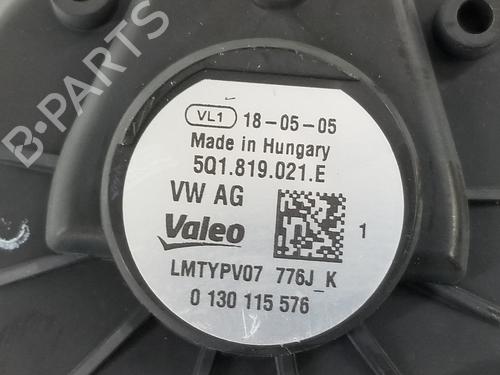 B-PARTS
VL1 18-05-05
Made in Hungary
5Q1.819.021.E
VW AG
Valeo
1
LMTYPV07 776J_K
0 130 115 576